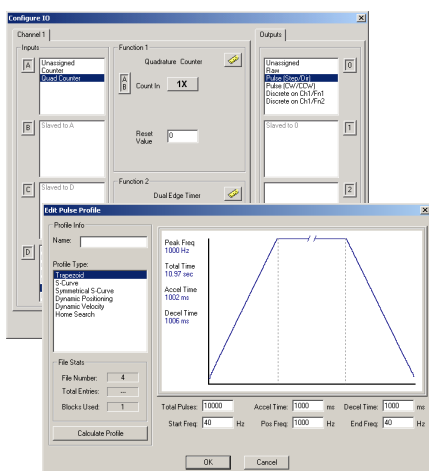 Configure IO
Channel 1
Inputs
A
Unassigned
Counter
Quad Counter
B
Slaved to A
C
Slaved to D
D
Function 1
Quadrature Counter
A
B
Count In
1X
Reset
Value
0
Function 2
Dual Edge Timer
Outputs
Unassigned
Raw
Pulse (Step/Dir)
Pulse (CW/CCW)
Discrete on Ch1/Fn1
Discrete on Ch1/Fn2
0
Slaved to 0
1
2
Edit Pulse Profile
Profile Info
Name:
Profile Type:
Trapezoid
S-Curve
Symmetrical S-Curve
Dynamic Positioning
Dynamic Velocity
Home Search
File Stats
File Number: 4
Total Entries: ...
Blocks Used: 1
Calculate Profile
Peak Freq
1000 Hz
Total Time
10.97 sec
Accel Time
1002 ms
Decel Time
1006 ms
Total Pulses: 10000
Accel Time: 1000 ms
Decel Time: 1000 ms
Start Freq: 40 Hz
Pos Freq: 1000 Hz
End Freq: 40 Hz
OK
Cancel